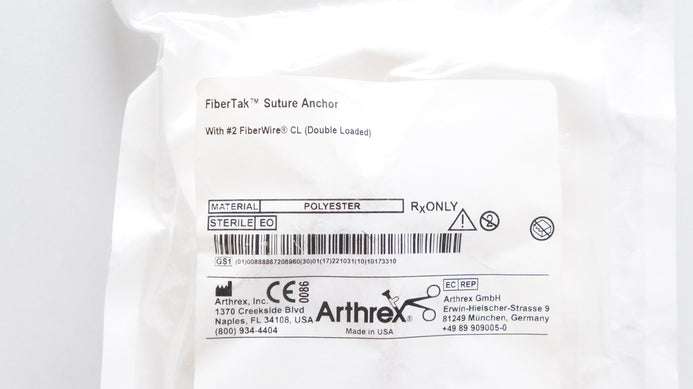 FiberTak™ Suture Anchor
With #2 FiberWire® CL (Double Loaded)
MATERIAL POLYESTER RxONLY
STERILE EO
GS1 (01)00888867206960(30)01(17)221031(10)10173310
CE 0086 EC REP
Arthrex, Inc.
1370 Creekside Blvd
Naples, FL 34108, USA
(800) 934-4404
Arthrex®
Made in USA
Arthrex GmbH
Erwin-Hielscher-Strasse 9
81249 München, Germany
+49 89 909005-0